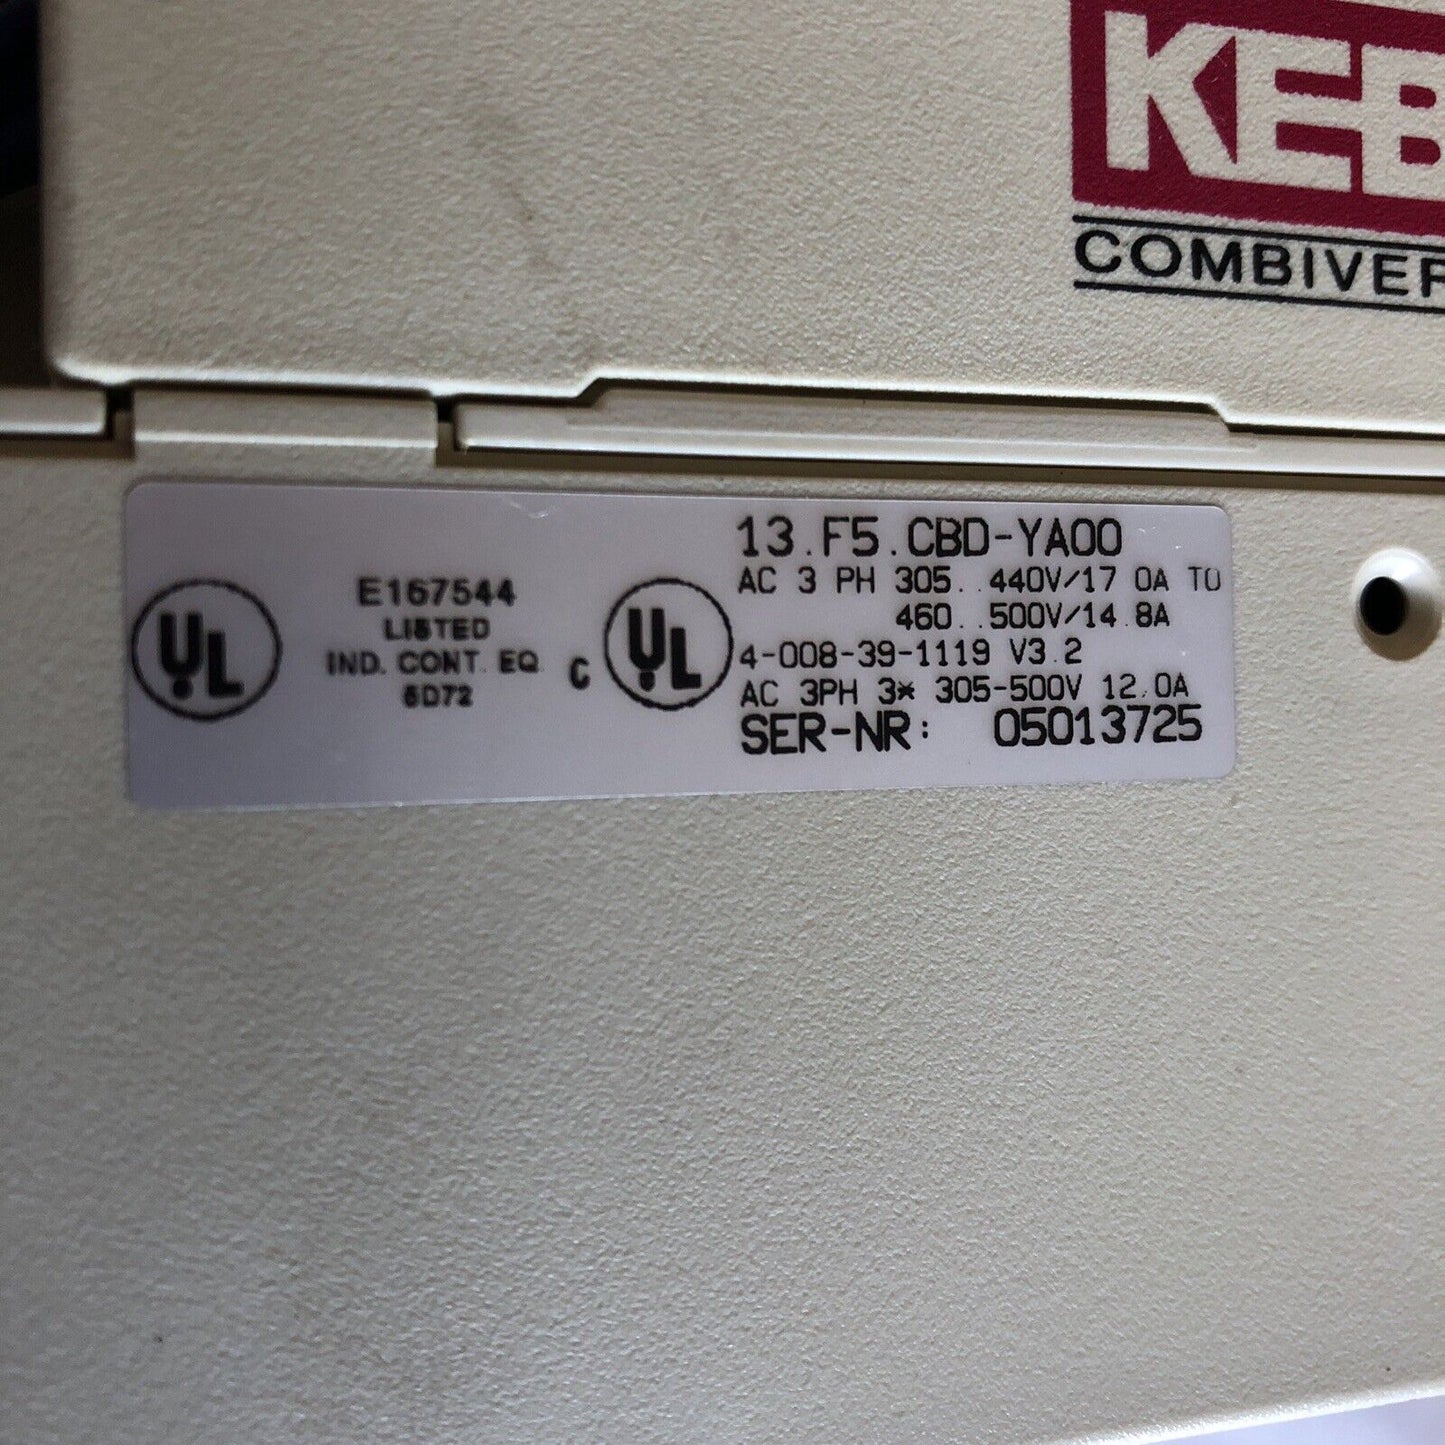 KEB
COMBIVER
13.F5.CBD-YA00
AC 3 PH 305..440V/17.0A TO
460..500V/14.8A
4-008-39-1119 V3.2
AC 3PH 3* 305-500V 12.0A
SER-NR: 05013725
UL
E167544
LISTED
IND. CONT. EQ
5D72
C UL